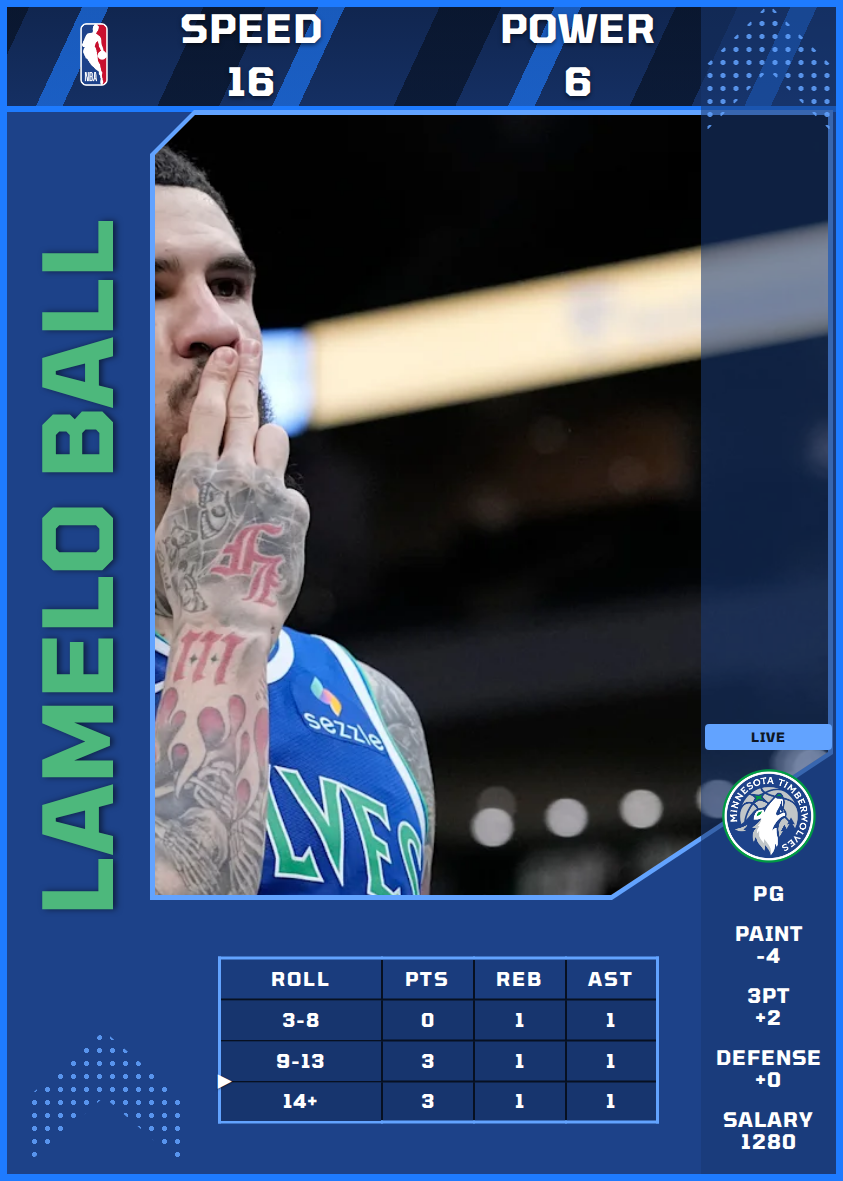 SPEED
16
POWER
6
NBA
LAMELO BALL
sezzle
LVES
LIVE
MINNESOTA TIMBERWOLVES
PG
PAINT
-4
3PT
+2
DEFENSE
+0
SALARY
1280
ROLL PTS REB AST
3-8 0 1 1
9-13 3 1 1
14+ 3 1 1